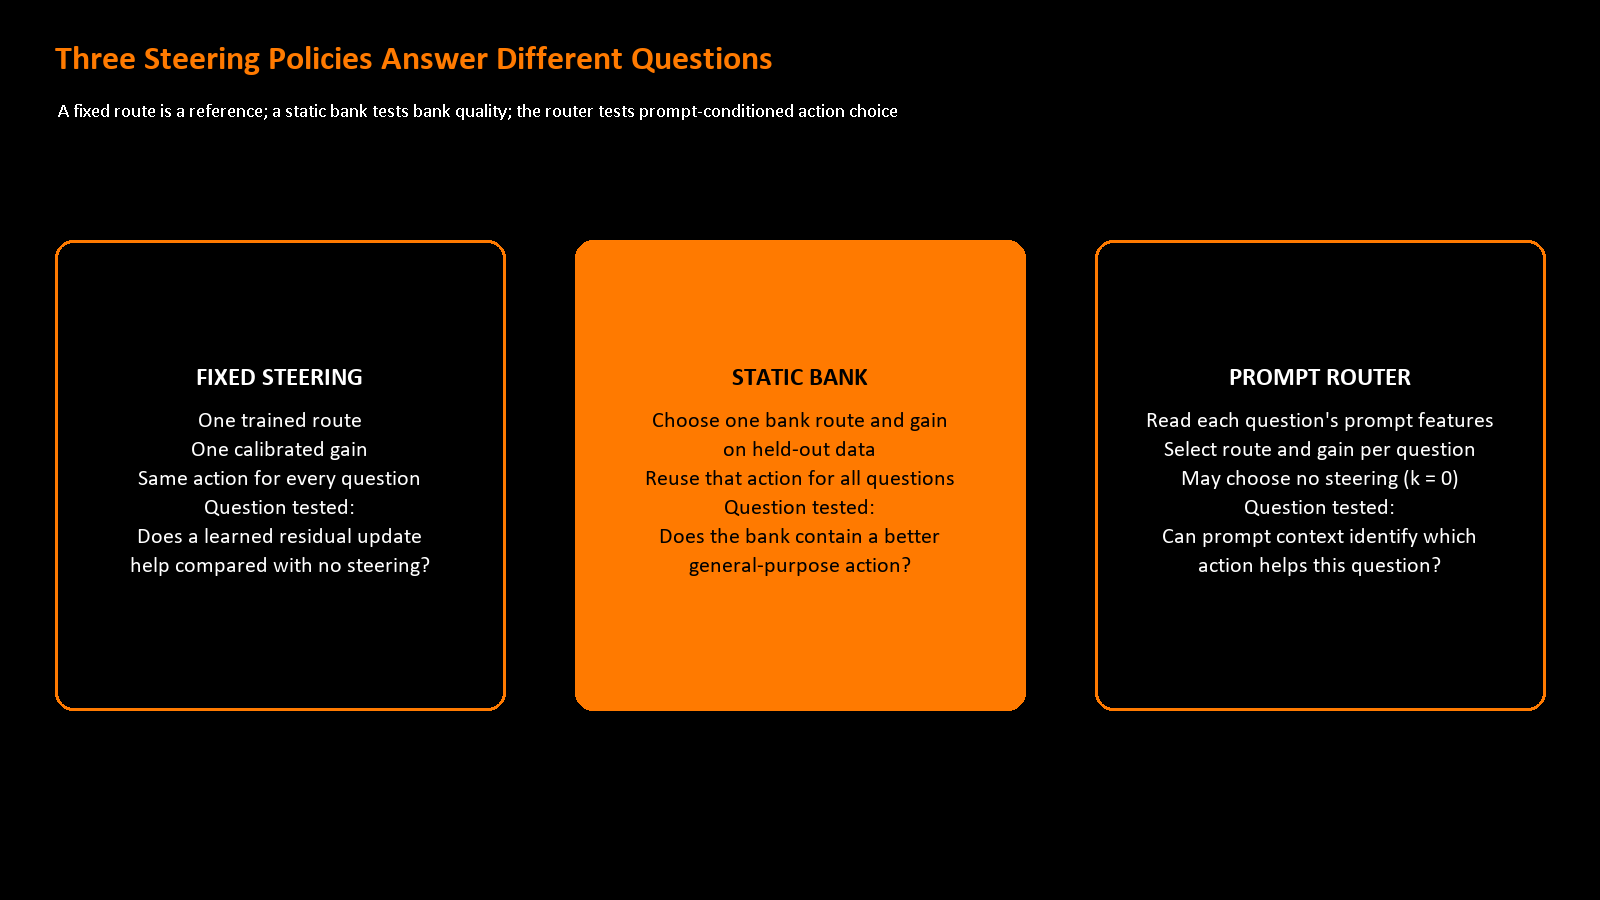 Three Steering Policies Answer Different Questions
A fixed route is a reference; a static bank tests bank quality; the router tests prompt-conditioned action choice
FIXED STEERING
One trained route
One calibrated gain
Same action for every question
Question tested:
Does a learned residual update
help compared with no steering?
STATIC BANK
Choose one bank route and gain
on held-out data
Reuse that action for all questions
Question tested:
Does the bank contain a better
general-purpose action?
PROMPT ROUTER
Read each question's prompt features
Select route and gain per question
May choose no steering (k = 0)
Question tested:
Can prompt context identify which
action helps this question?